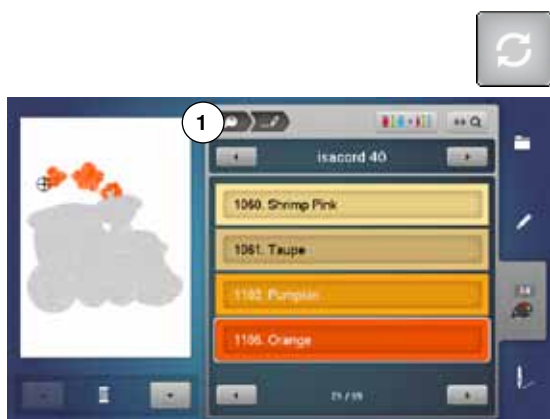 1
isacord 40
1060. Shrimp Pink
1061. Taupe
1102. Pumpkin
1106. Orange